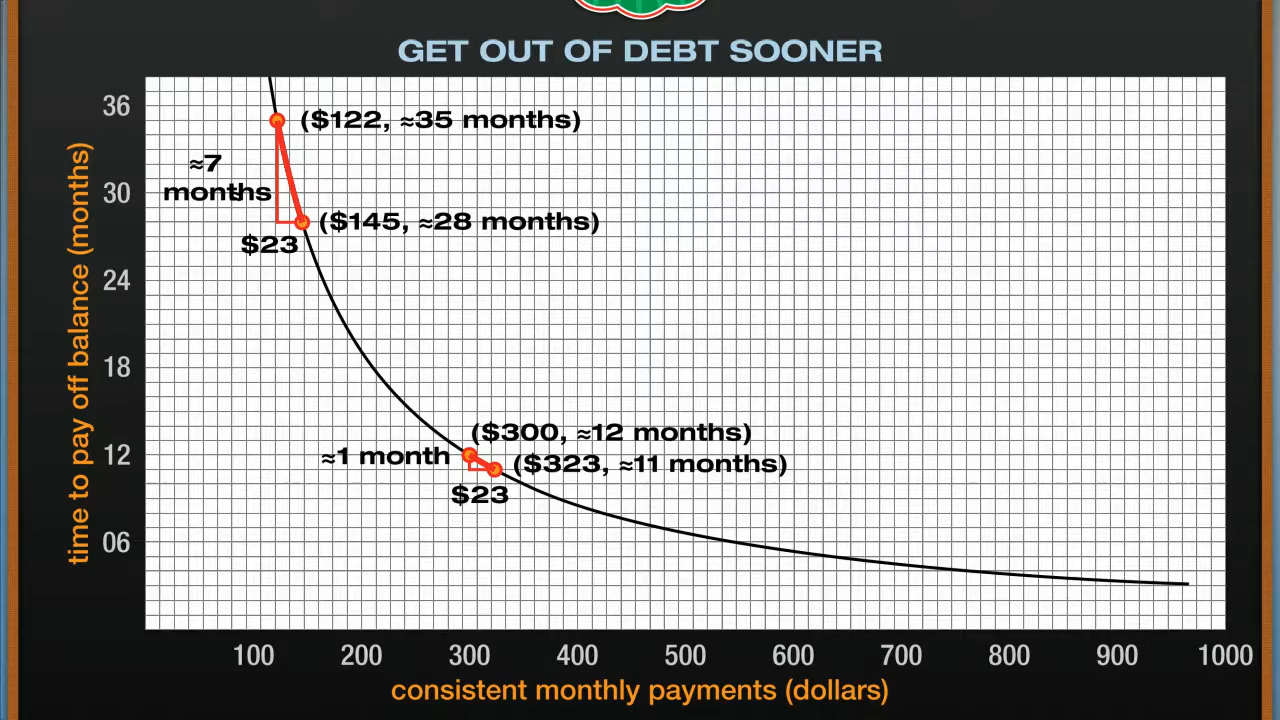 GET OUT OF DEBT SOONER
36
($122, ≈35 months)
≈7
months
30
($145, ≈28 months)
$23
24
18
($300, ≈12 months)
≈1 month
12
($323, ≈11 months)
$23
06
time to pay off balance (months)
100 200 300 400 500 600 700 800 900 1000
consistent monthly payments (dollars)